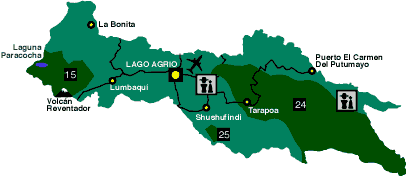 La Bonita
Laguna
Paracocha
15
LAGO AGRIO
Puerto El Carmen
Del Putumayo
Volcán
Reventador
Lumbaqui
Shushufindi
Tarapoa
24
25